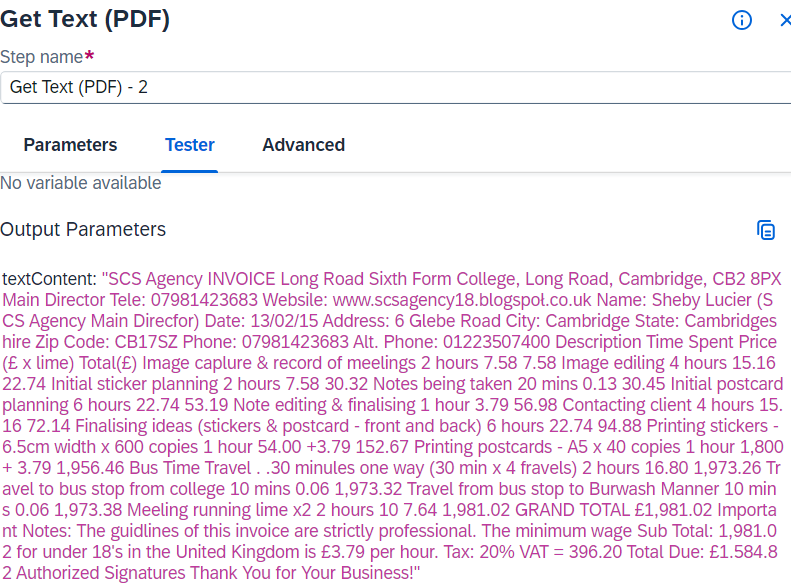 Get Text (PDF)
Step name*
Get Text (PDF) - 2
Parameters Tester Advanced
No variable available
Output Parameters
textContent: "SCS Agency INVOICE Long Road Sixth Form College, Long Road, Cambridge, CB2 8PX
Main Director Tele: 07981423683 Website: www.scsagency18.blogspot.co.uk Name: Sheby Lucier (S
CS Agency Main Direcfor) Date: 13/02/15 Address: 6 Glebe Road City: Cambridge State: Cambridges
hire Zip Code: CB17SZ Phone: 07981423683 Alt. Phone: 01223507400 Description Time Spent Price
(£ x lime) Total(£) Image caplure & record of meelings 2 hours 7.58 7.58 Image ediling 4 hours 15.16
22.74 Initial sticker planning 2 hours 7.58 30.32 Notes being taken 20 mins 0.13 30.45 Initial postcard
planning 6 hours 22.74 53.19 Note editing & finalising 1 hour 3.79 56.98 Contacting client 4 hours 15.
16 72.14 Finalising ideas (stickers & postcard - front and back) 6 hours 22.74 94.88 Printing stickers -
6.5cm width x 600 copies 1 hour 54.00 +3.79 152.67 Printing postcards - A5 x 40 copies 1 hour 1,800
+ 3.79 1,956.46 Bus Time Travel . .30 minules one way (30 min x 4 fravels) 2 hours 16.80 1,973.26 Tr
avel to bus stop from college 10 mins 0.06 1,973.32 Travel from bus stop to Burwash Manner 10 min
s 0.06 1,973.38 Meeling running lime x2 2 hours 10 7.64 1,981.02 GRAND TOTAL £1,981.02 Importa
nt Notes: The guidlines of this invoice are strictly professional. The minimum wage Sub Total: 1,981.0
2 for under 18's in the United Kingdom is £3.79 per hour. Tax: 20% VAT = 396.20 Total Due: £1.584.8
2 Authorized Signatures Thank You for Your Business!"